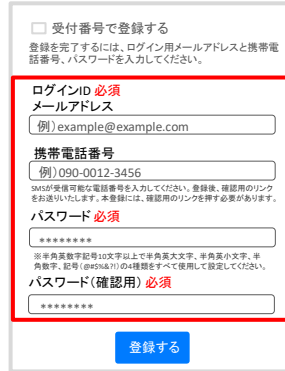 受付番号で登録する
登録を完了するには、ログイン用メールアドレスと携帯電
話番号、パスワードを入力してください。
ログインID 必須
メールアドレス
例）example@example.com
携帯電話番号
例）090-0012-3456
SMSが受信可能な電話番号を入力してください。登録後、確認用のリンク
をお送りいたします。本登録には、確認用のリンクを押す必要があります。
パスワード 必須
********
※半角英数字記号10文字以上で半角英大文字、半角英小文字、半
角数字、記号（@#$%&?!）の4種類をすべて使用して設定してください。
パスワード（確認用） 必須
********
登録する